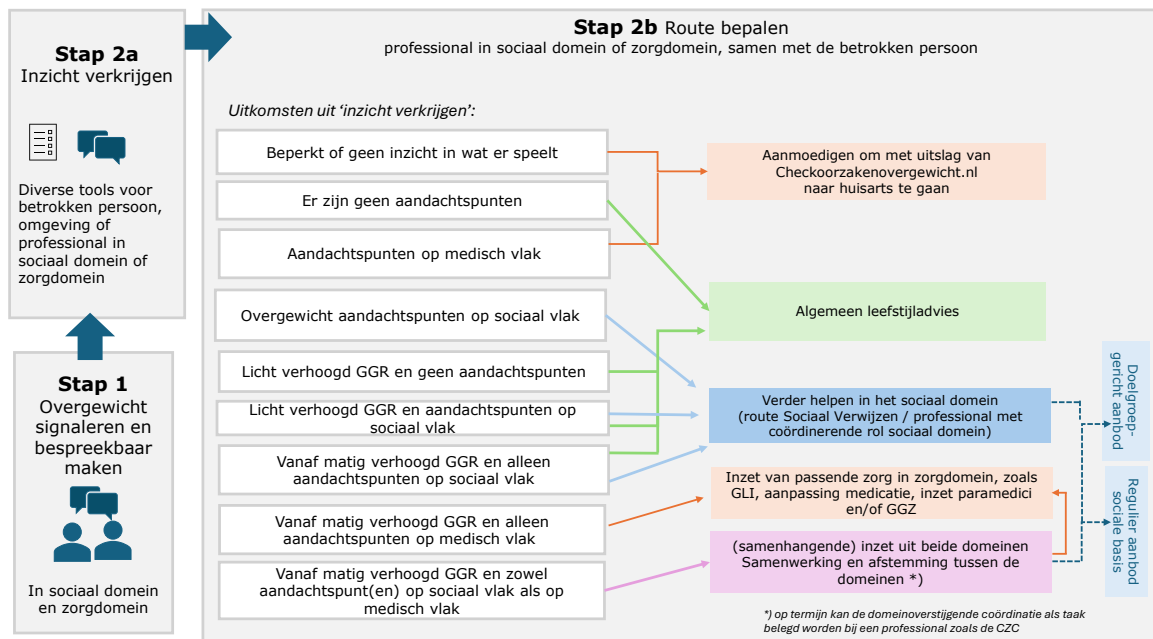 Stap 2a
Inzicht verkrijgen
Diverse tools voor
betrokken persoon,
omgeving of
professional in
sociaal domein of
zorgdomein
Stap 1
Overgewicht
signaleren en
bespreekbaar
maken
In sociaal domein
en zorgdomein
Stap 2b Route bepalen
professional in sociaal domein of zorgdomein, samen met de betrokken persoon
Uitkomsten uit ‘inzicht verkrijgen’:
Beperkt of geen inzicht in wat er speelt
Er zijn geen aandachtspunten
Aandachtspunten op medisch vlak
Overgewicht aandachtspunten op sociaal vlak
Licht verhoogd GGR en geen aandachtspunten
Licht verhoogd GGR en aandachtspunten op
sociaal vlak
Vanaf matig verhoogd GGR en alleen
aandachtspunten op sociaal vlak
Vanaf matig verhoogd GGR en alleen
aandachtspunten op medisch vlak
Vanaf matig verhoogd GGR en zowel
aandachtspunt(en) op sociaal vlak als op
medisch vlak
Aanmoedigen om met uitslag van
Checkoorzakenovergewicht.nl
naar huisarts te gaan
Algemeen leefstijladvies
Verder helpen in het sociaal domein
(route Sociaal Verwijzen / professional met
coördinerende rol sociaal domein)
Inzet van passende zorg in zorgdomein, zoals
GLI, aanpassing medicatie, inzet paramedici
en/of GGZ
(samenhangende) inzet uit beide domeinen
Samenwerking en afstemming tussen de
domeinen *)
Doelgroep-
gericht aanbod
Regulier aanbod
sociale basis
*) op termijn kan de domeinoverstijgende coördinatie als taak
belegd worden bij een professional zoals de CZC